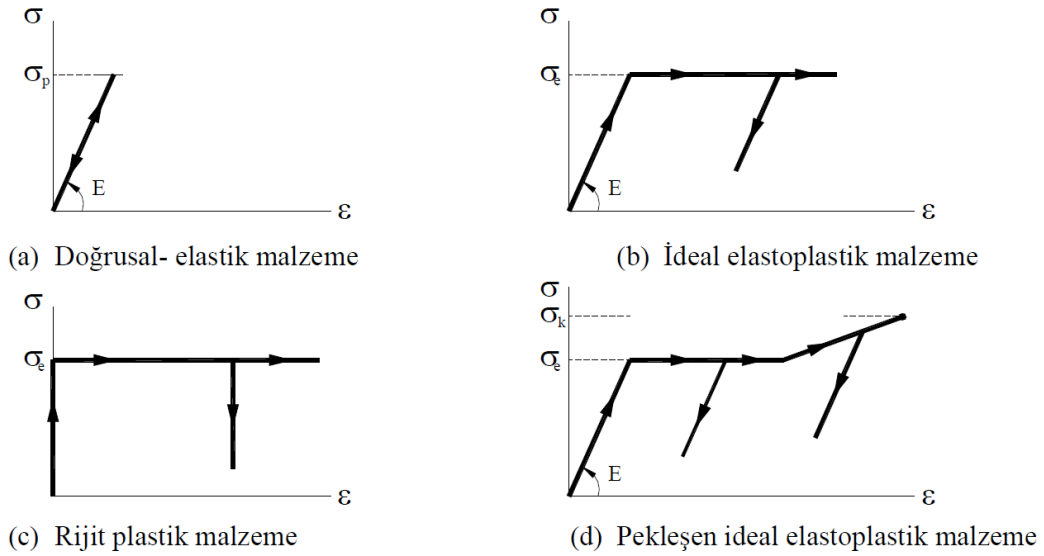 σ
σp
E
ε
(a) Doğrusal- elastik malzeme
σ
σe
E
ε
(b) İdeal elastoplastik malzeme
σ
σe
ε
(c) Rijit plastik malzeme
σ
σk
σe
E
ε
(d) Pekleşen ideal elastoplastik malzeme